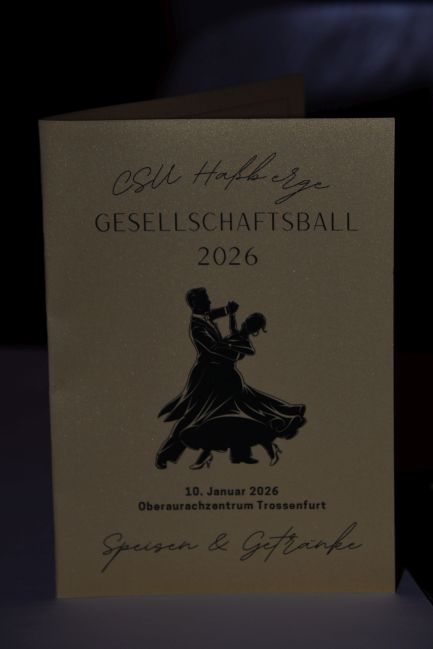 CSU Haßberge
GESELLSCHAFTSBALL
2026
10. Januar 2026
Oberaurachzentrum Trossenfurt
Speisen & Getränke